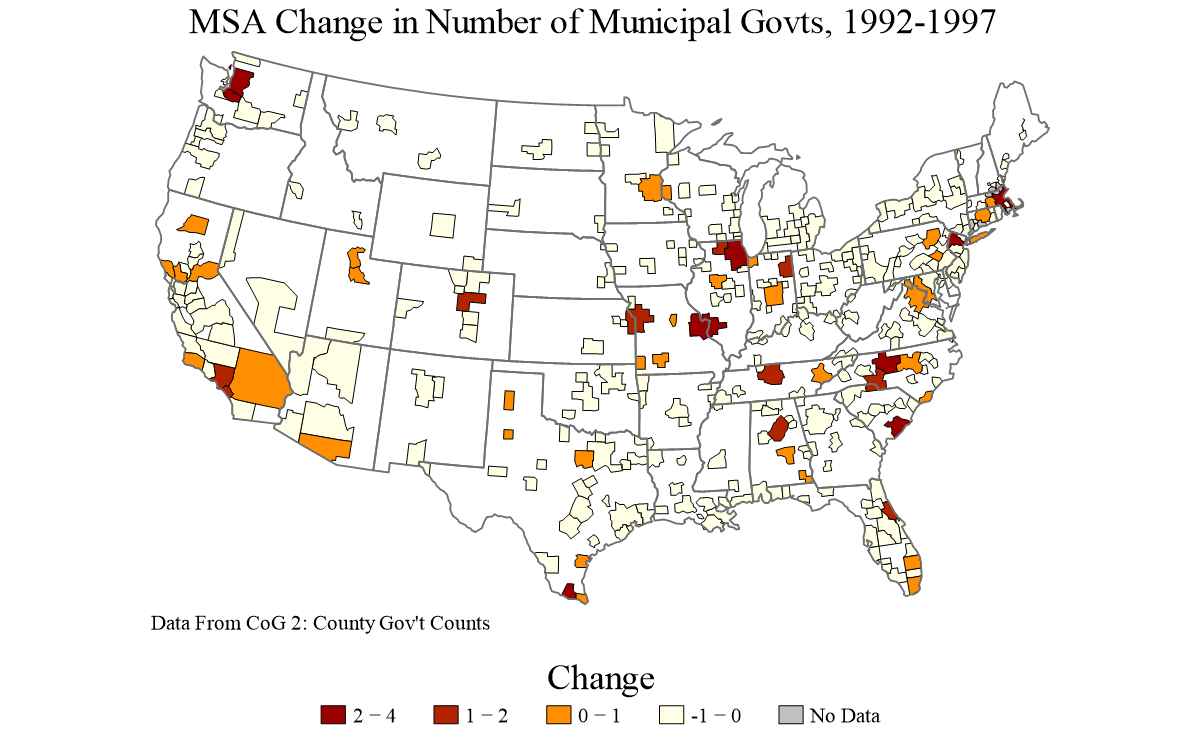 MSA Change in Number of Municipal Govts, 1992-1997
Data From CoG 2: County Gov't Counts
Change
2 − 4 1 − 2 0 − 1 -1 − 0 No Data